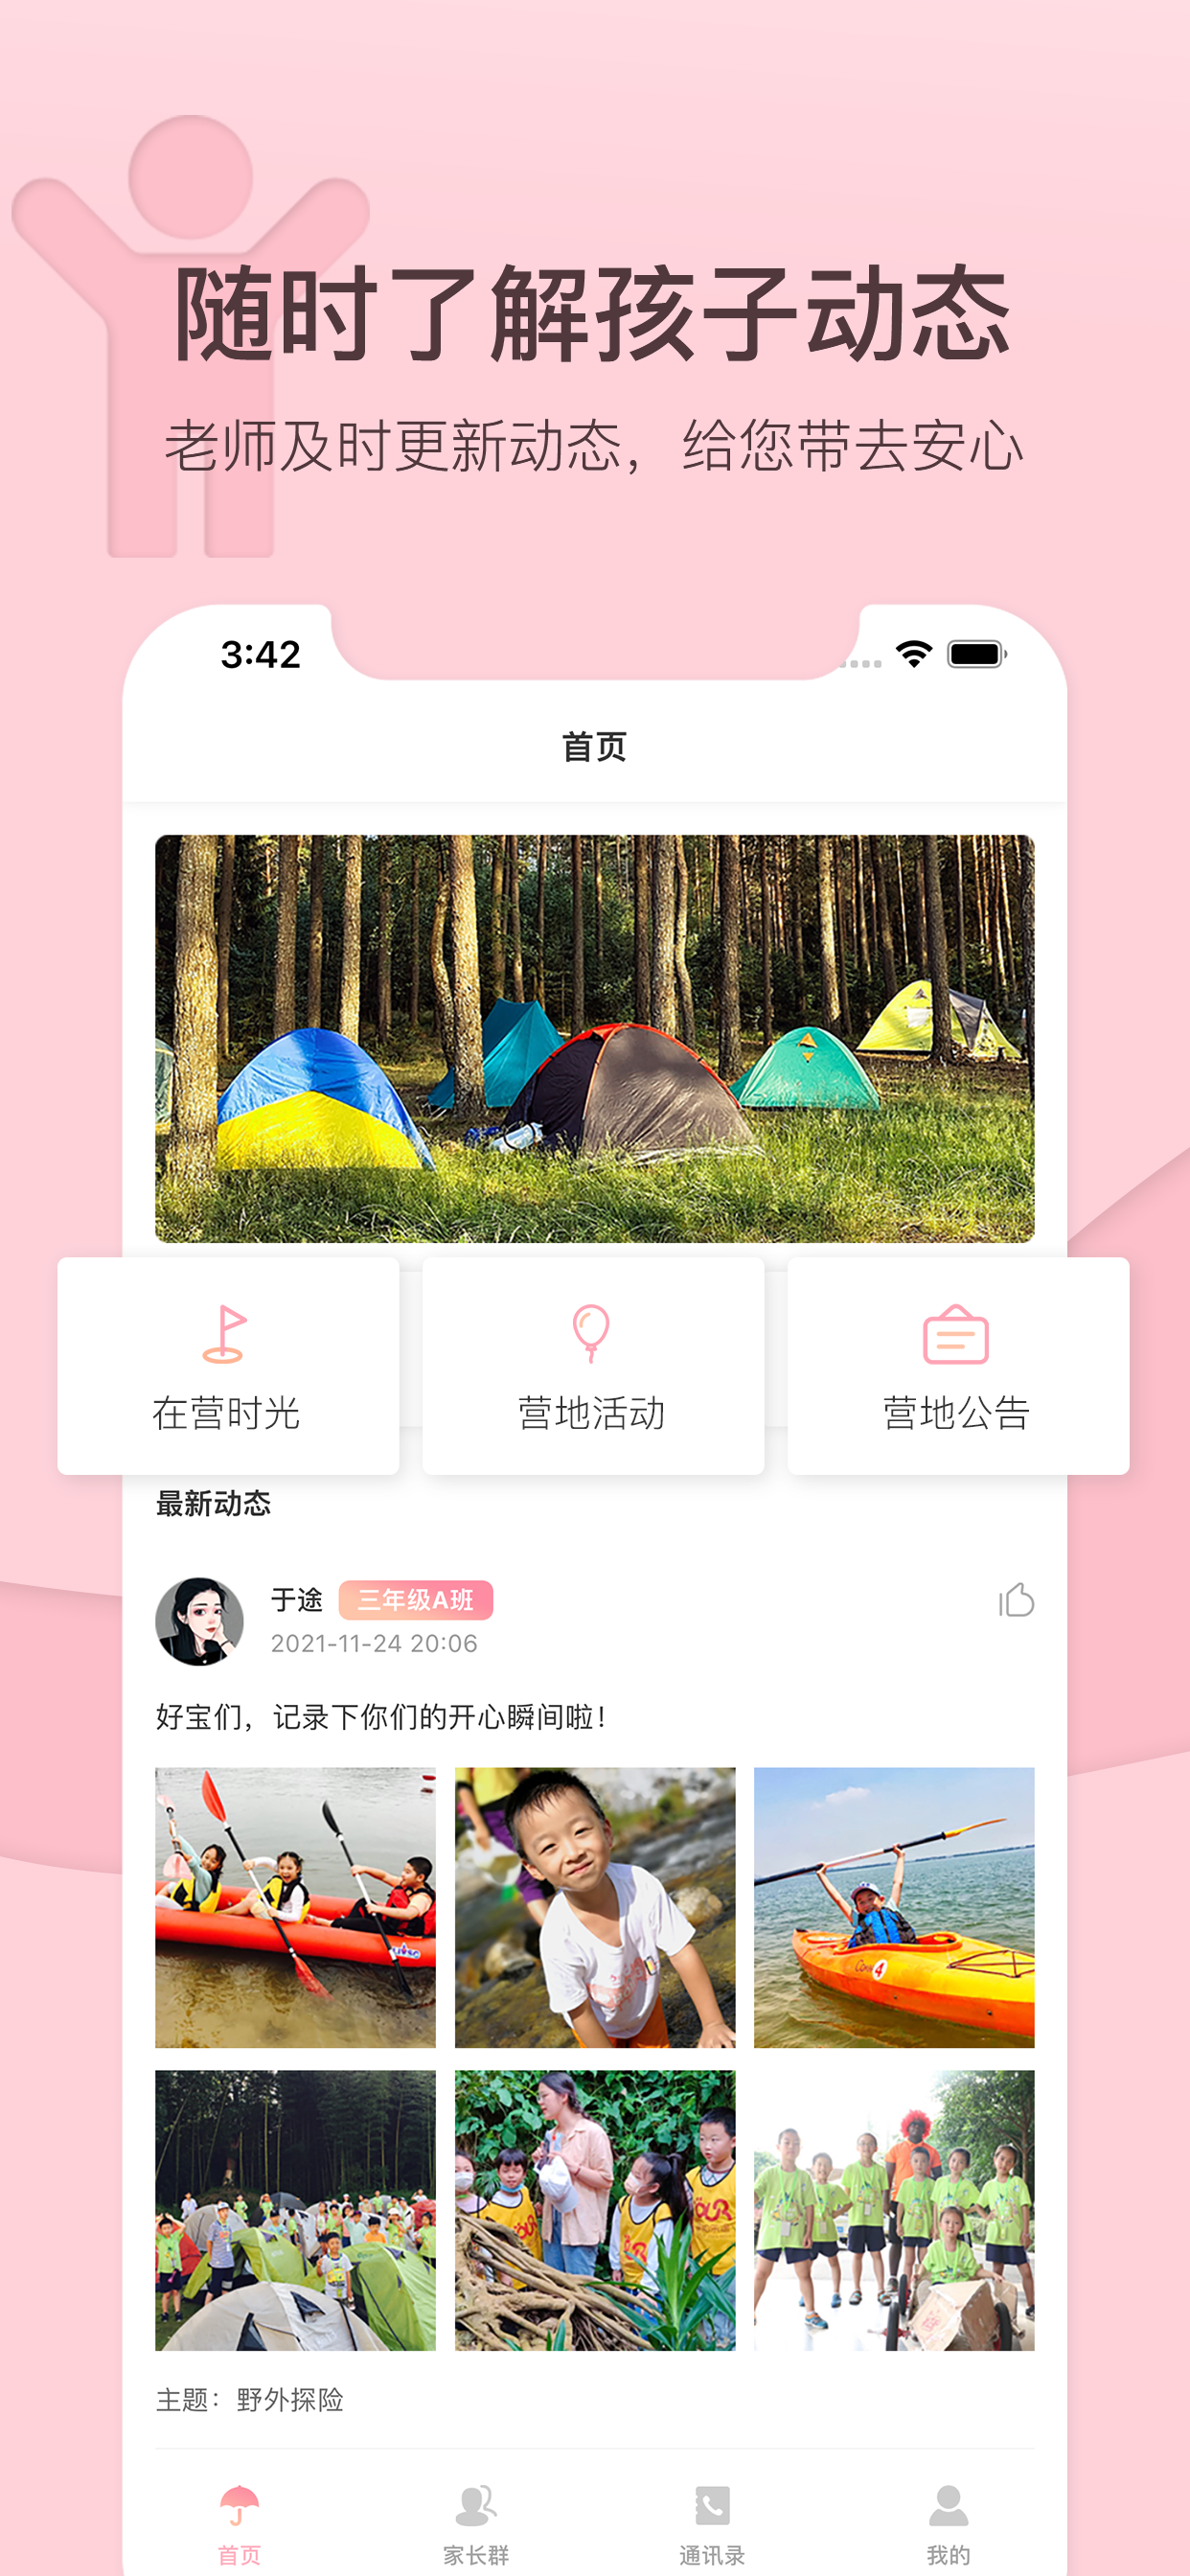 随时了解孩子动态
老师及时更新动态，给您带去安心
3:42
首页
在营时光
营地活动
营地公告
最新动态
于途 三年级A班
2021-11-24 20:06
好宝们，记录下你们的开心瞬间啦！
4
主题：野外探险
首页
家长群
通讯录
我的